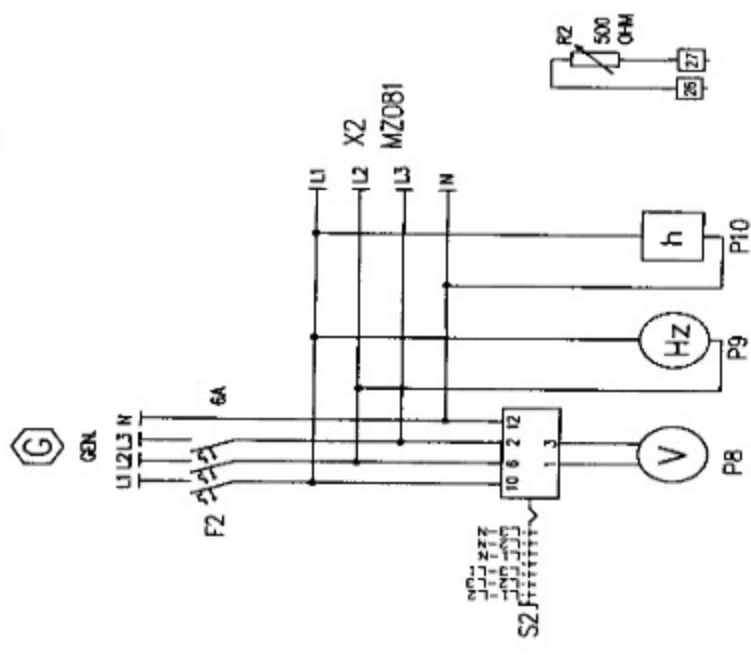 G
GEN.
L1 L2 L3 N
F2
6A
L1
L2
L3
N
X2
MZ081
R2
500
OHM
26
27
10 6 2 12
1 3
S2
V
P8
Hz
P9
h
P10